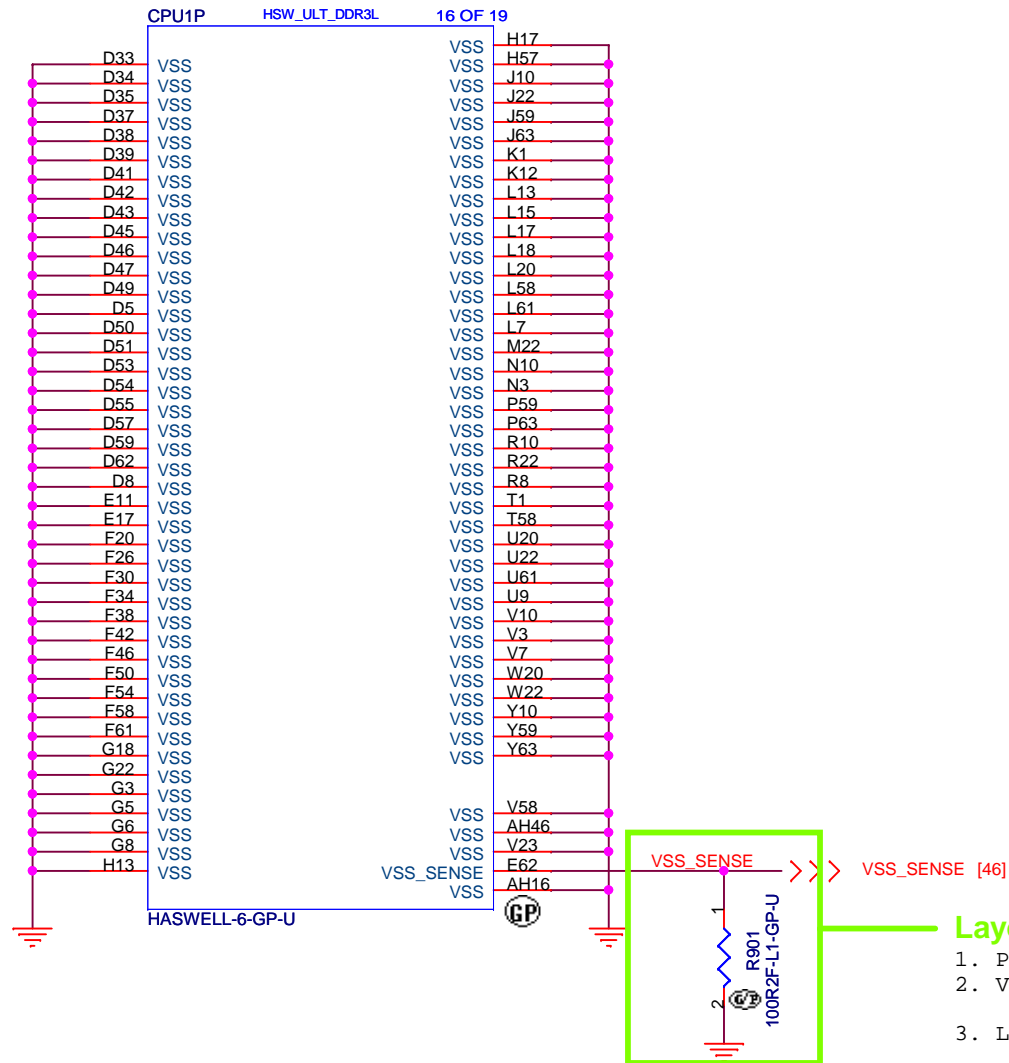 CPU1P HSW_ULT_DDR3L 16 OF 19
VSS H17
D33 VSS VSS H57
D34 VSS VSS J10
D35 VSS VSS J22
D37 VSS VSS J59
D38 VSS VSS J63
D39 VSS VSS K1
D41 VSS VSS K12
D42 VSS VSS L13
D43 VSS VSS L15
D45 VSS VSS L17
D46 VSS VSS L18
D47 VSS VSS L20
D49 VSS VSS L58
D5 VSS VSS L61
D50 VSS VSS L7
D51 VSS VSS M22
D53 VSS VSS N10
D54 VSS VSS N3
D55 VSS VSS P59
D57 VSS VSS P63
D59 VSS VSS R10
D62 VSS VSS R22
D8 VSS VSS R8
E11 VSS VSS T1
E17 VSS VSS T58
F20 VSS VSS U20
F26 VSS VSS U22
F30 VSS VSS U61
F34 VSS VSS U9
F38 VSS VSS V10
F42 VSS VSS V3
F46 VSS VSS V7
F50 VSS VSS W20
F54 VSS VSS W22
F58 VSS VSS Y10
F61 VSS VSS Y59
G18 VSS VSS Y63
G22 VSS
G3 VSS
G5 VSS VSS V58
G6 VSS VSS AH46
G8 VSS VSS V23
H13 VSS VSS_SENSE E62 VSS_SENSE VSS_SENSE [46]
VSS AH16
HASWELL-6-GP-U GP
1
R901
100R2F-L1-GP-U
2
G/P
Lay
1. P
2. V
3. L